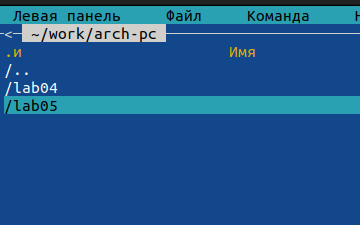 Левая панель Файл Команда
<─ ~/work/arch-pc
.и Имя
/..
/lab04
/lab05